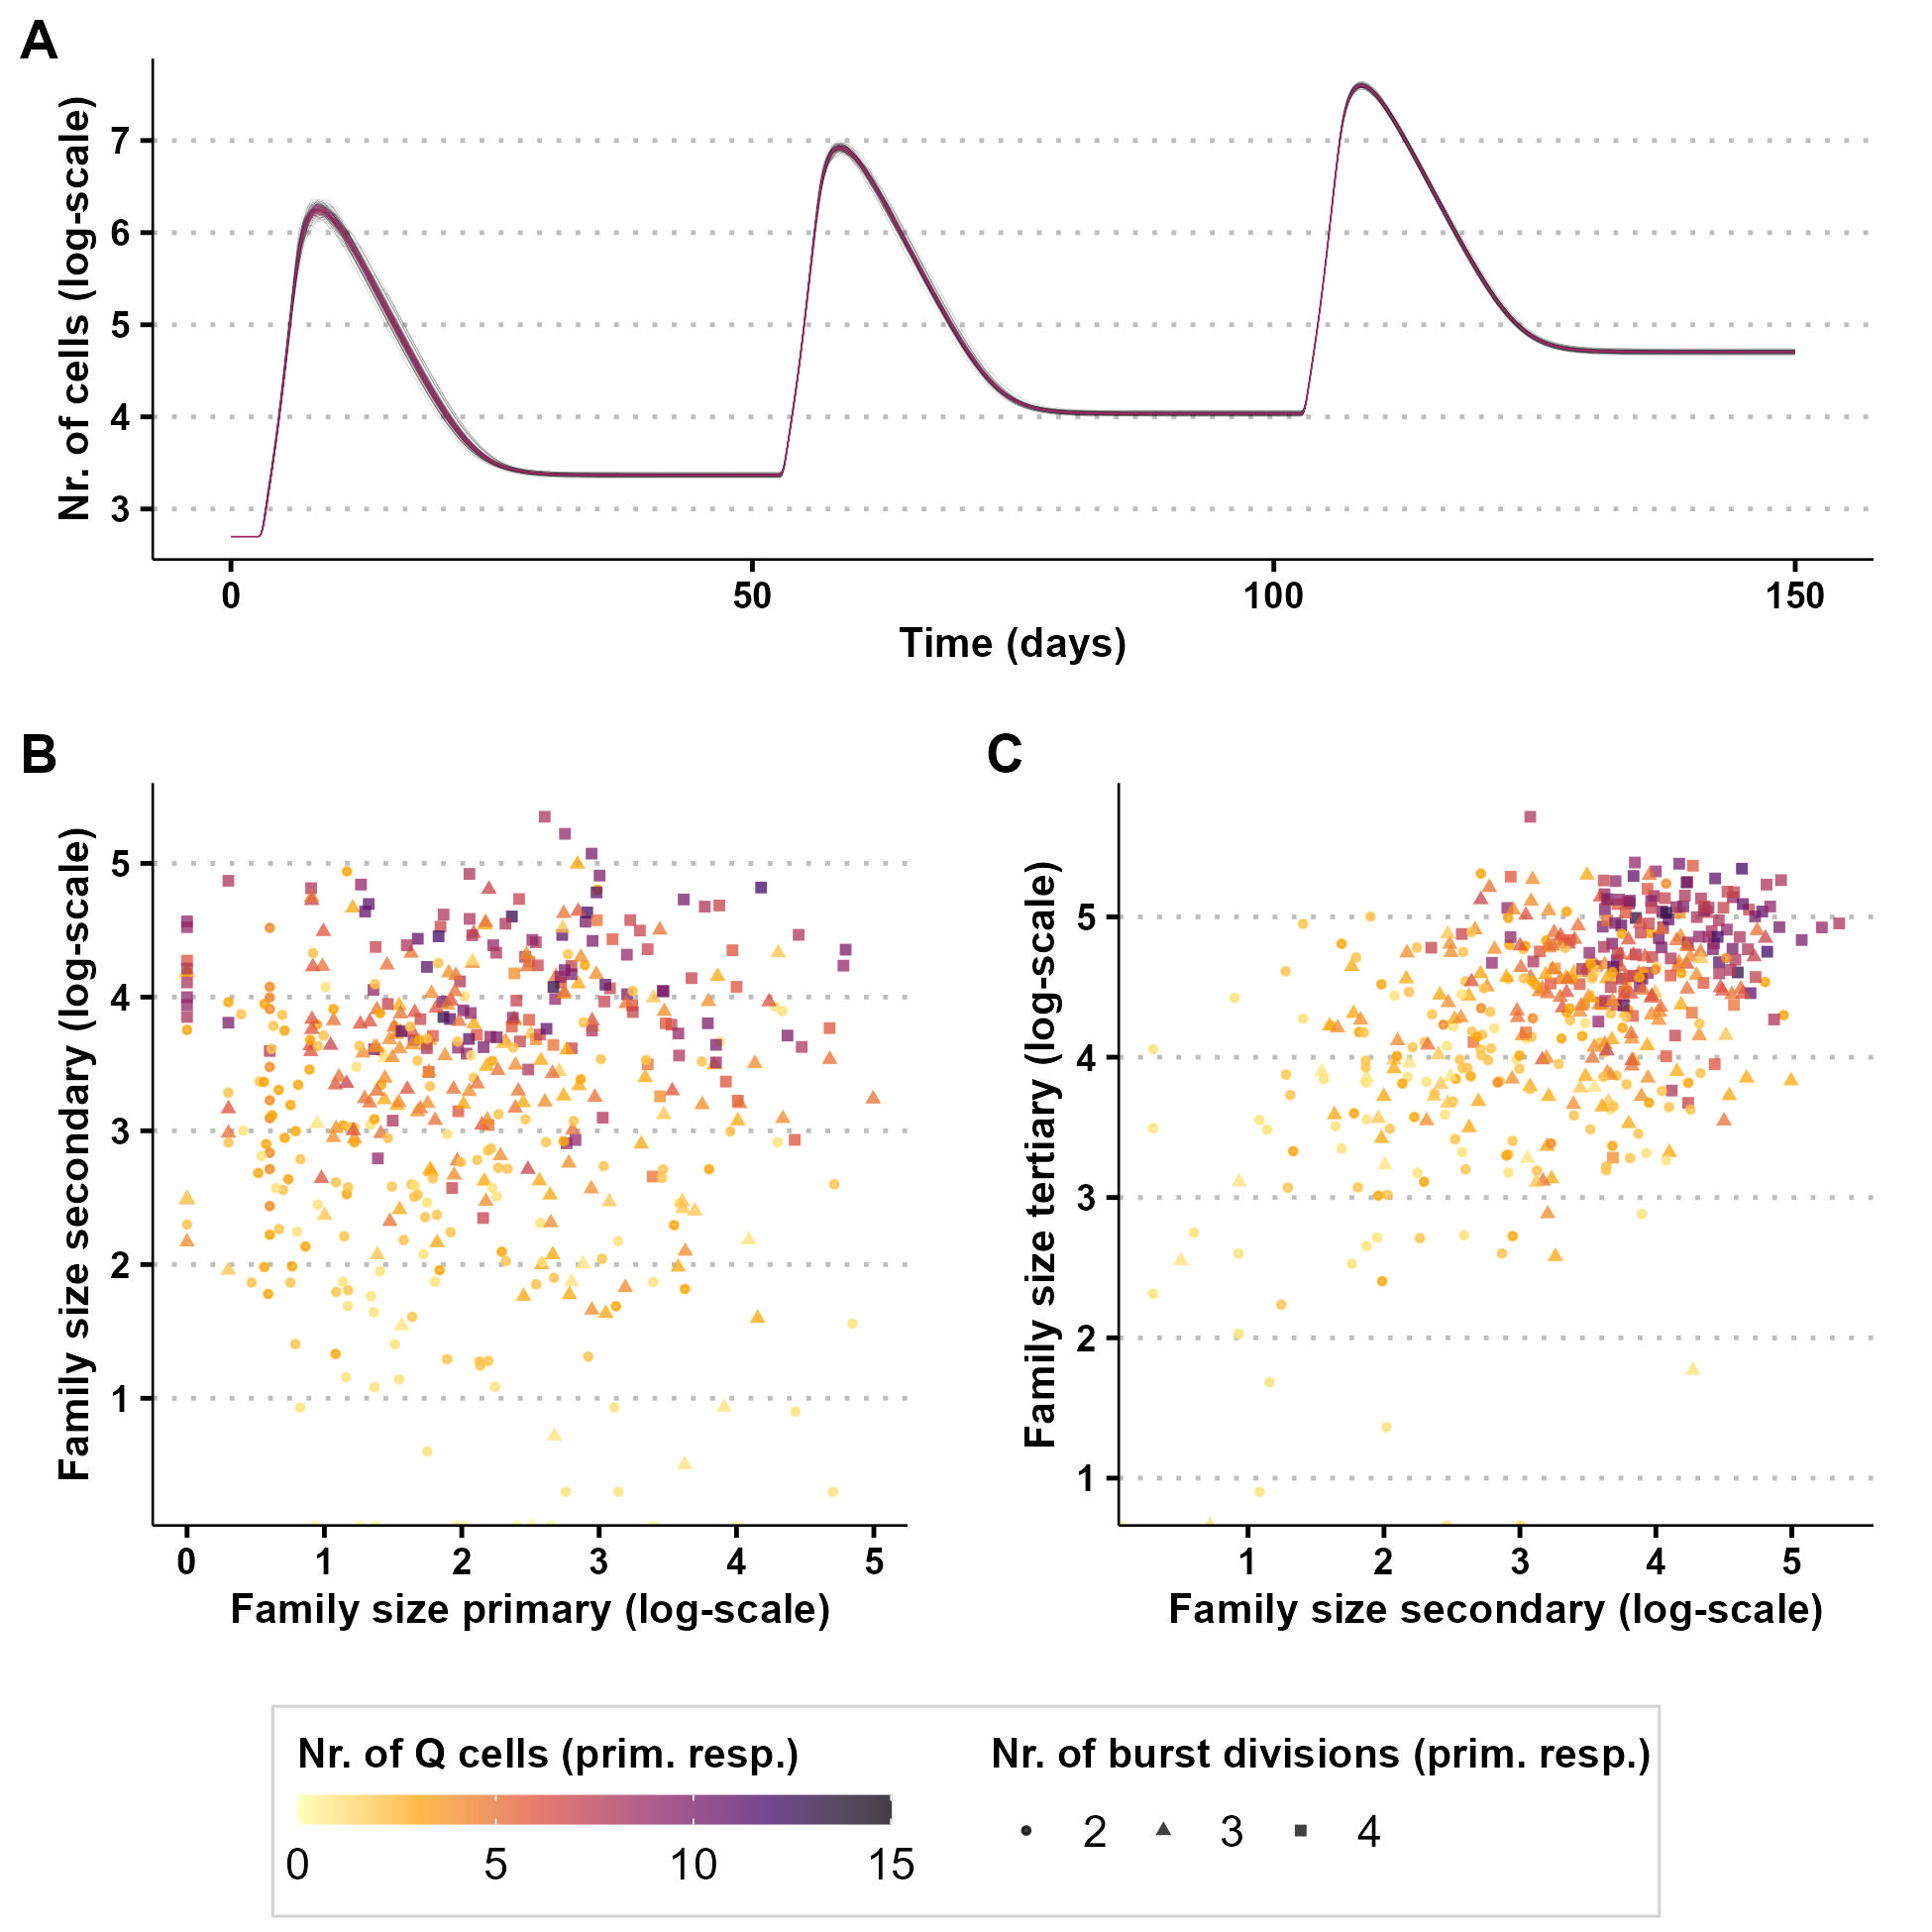 A
Nr. of cells (log-scale)
7
6
5
4
3
0 50 100 150
Time (days)
B
Family size secondary (log-scale)
5
4
3
2
1
0 1 2 3 4 5
Family size primary (log-scale)
C
Family size tertiary (log-scale)
5
4
3
2
1
1 2 3 4 5
Family size secondary (log-scale)
Nr. of Q cells (prim. resp.)
0 5 10 15
Nr. of burst divisions (prim. resp.)
2 3 4